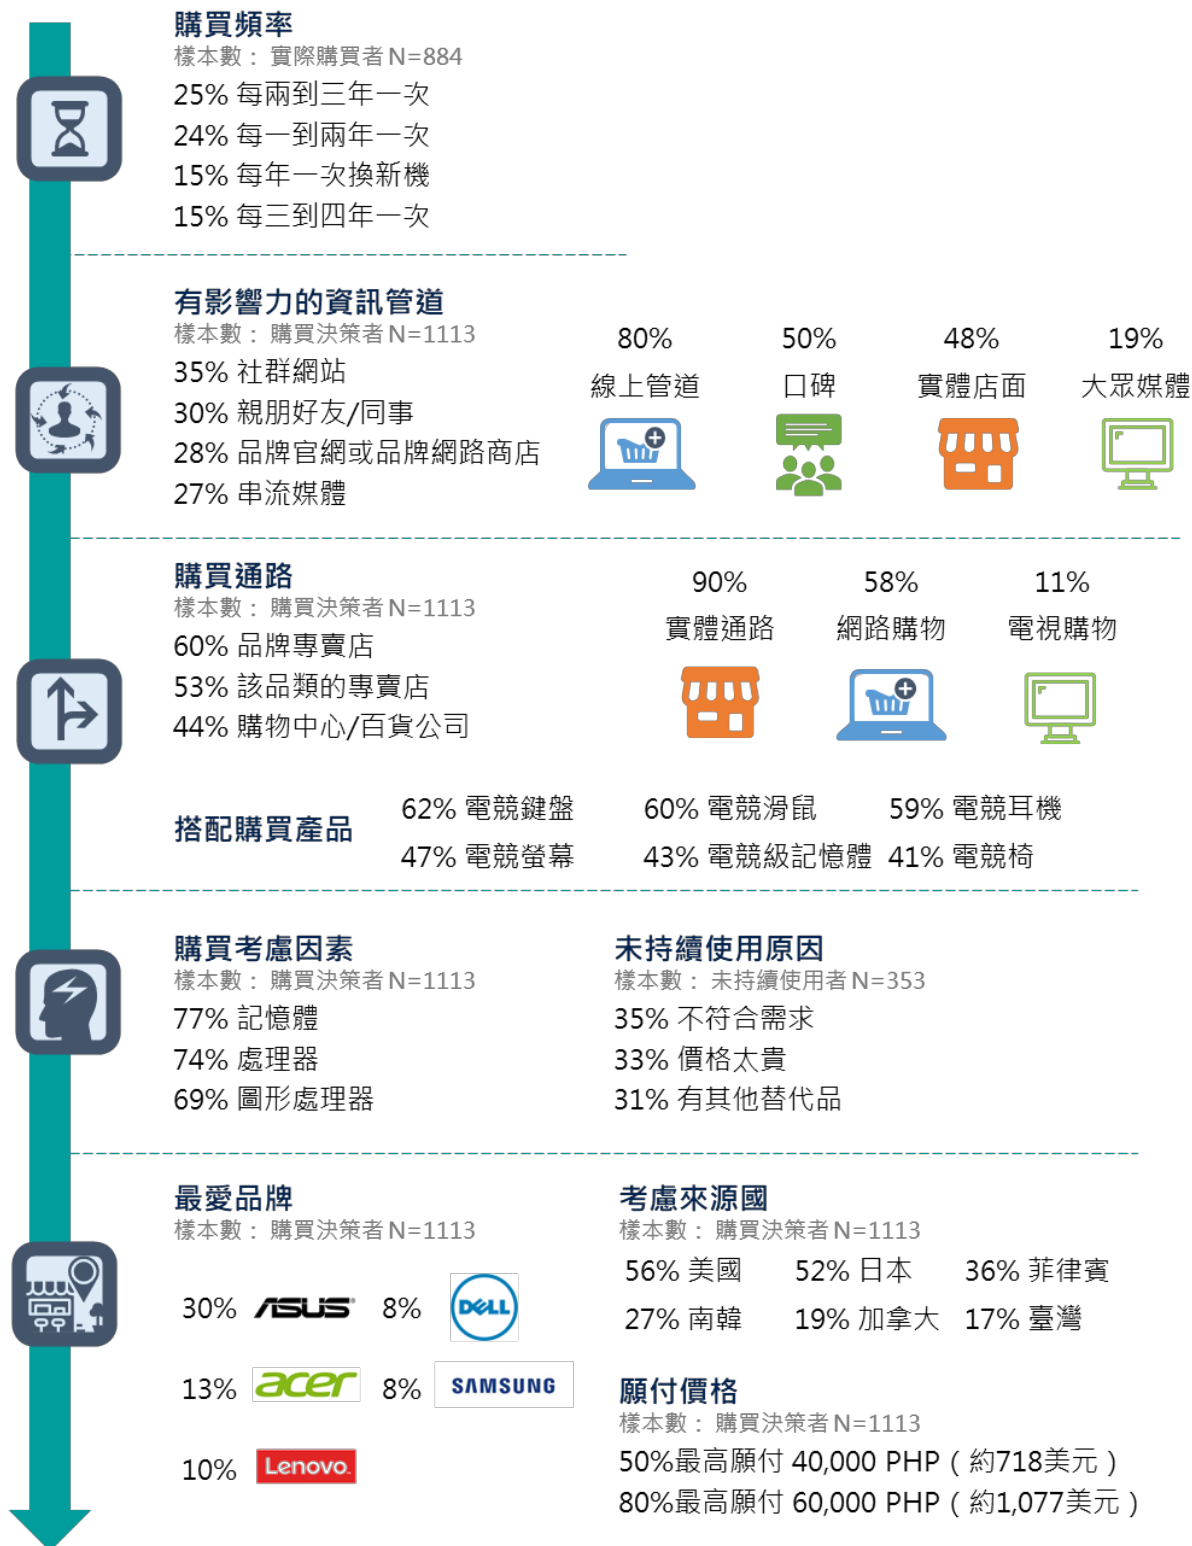 購買頻率
樣本數： 實際購買者 N=884
25% 每兩到三年一次
24% 每一到兩年一次
15% 每年一次換新機
15% 每三到四年一次
有影響力的資訊管道
樣本數： 購買決策者 N=1113
35% 社群網站
30% 親朋好友/同事
28% 品牌官網或品牌網路商店
27% 串流媒體
80% 50% 48% 19%
線上管道 口碑 實體店面 大眾媒體
購買通路
樣本數： 購買決策者 N=1113
60% 品牌專賣店
53% 該品類的專賣店
44% 購物中心/百貨公司
90% 58% 11%
實體通路 網路購物 電視購物
搭配購買產品
62% 電競鍵盤 60% 電競滑鼠 59% 電競耳機
47% 電競螢幕 43% 電競級記憶體 41% 電競椅
購買考慮因素
樣本數： 購買決策者 N=1113
77% 記憶體
74% 處理器
69% 圖形處理器
未持續使用原因
樣本數： 未持續使用者 N=353
35% 不符合需求
33% 價格太貴
31% 有其他替代品
最愛品牌
樣本數： 購買決策者 N=1113
30% ASUS 8% DELL
13% acer 8% SAMSUNG
10% Lenovo.
考慮來源國
樣本數： 購買決策者 N=1113
56% 美國 52% 日本 36% 菲律賓
27% 南韓 19% 加拿大 17% 臺灣
願付價格
樣本數： 購買決策者 N=1113
50%最高願付 40,000 PHP ( 約718美元 )
80%最高願付 60,000 PHP ( 約1,077美元 )